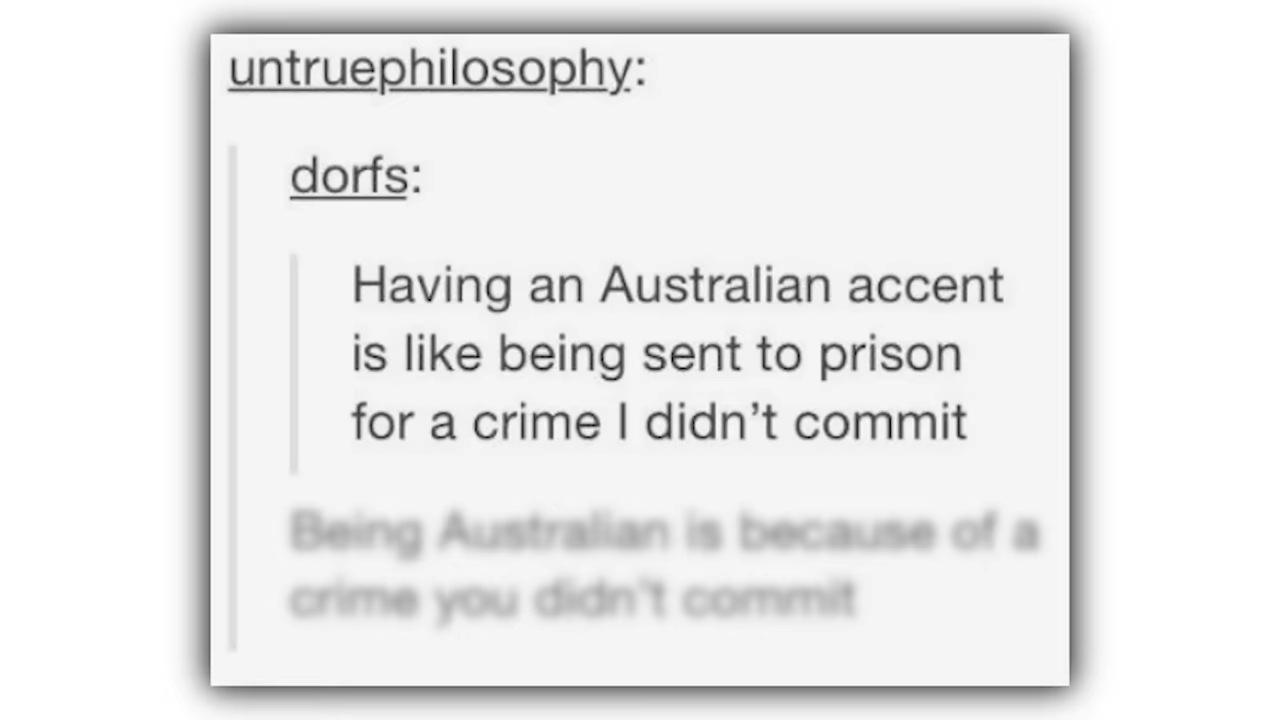 untruephilosophy:
dorfs:
Having an Australian accent
is like being sent to prison
for a crime I didn’t commit
Being Australian is because of a
crime you didn’t commit